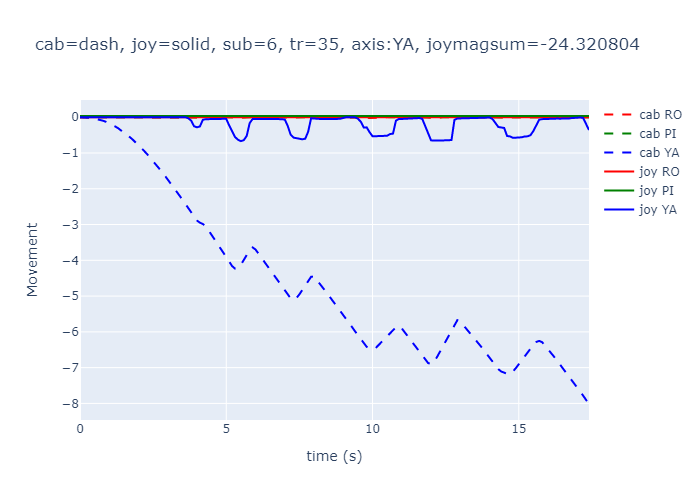 cab=dash, joy=solid, sub=6, tr=35, axis:YA, joymagsum=-24.320804
0
−1
−2
−3
−4
−5
−6
−7
−8
Movement
0
5
10
15
time (s)
cab RO
cab PI
cab YA
joy RO
joy PI
joy YA